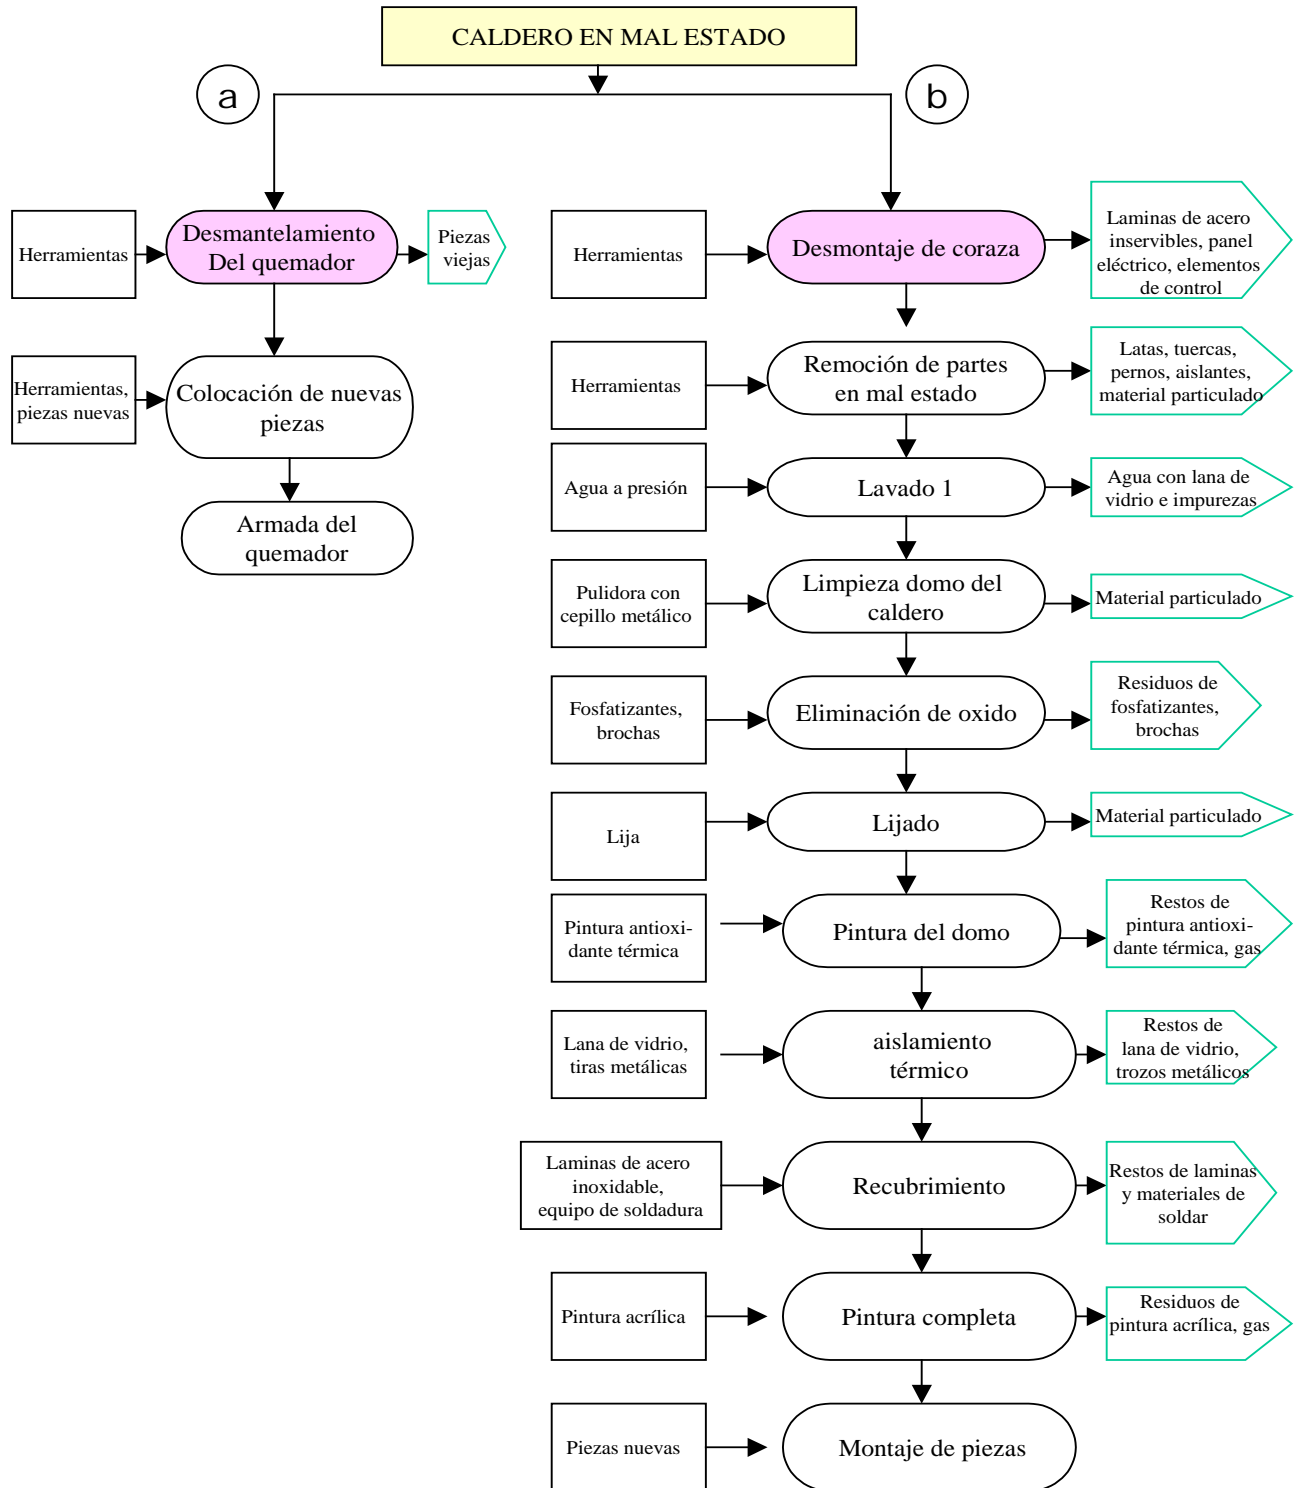 CALDERO EN MAL ESTADO
a
b
Herramientas
Desmantelamiento
Del quemador
Piezas
viejas
Herramientas,
piezas nuevas
Colocación de nuevas
piezas
Armada del
quemador
Herramientas
Desmontaje de coraza
Laminas de acero
inservibles, panel
eléctrico, elementos
de control
Herramientas
Remoción de partes
en mal estado
Latas, tuercas,
pernos, aislantes,
material particulado
Agua a presión
Lavado 1
Agua con lana de
vidrio e impurezas
Pulidora con
cepillo metálico
Limpieza domo del
caldero
Material particulado
Fosfatizantes,
brochas
Eliminación de oxido
Residuos de
fosfatizantes,
brochas
Lija
Lijado
Material particulado
Pintura antioxi-
dante térmica
Pintura del domo
Restos de
pintura antioxi-
dante térmica, gas
Lana de vidrio,
tiras metálicas
aislamiento
térmico
Restos de
lana de vidrio,
trozos metálicos
Laminas de acero
inoxidable,
equipo de soldadura
Recubrimiento
Restos de laminas
y materiales de
soldar
Pintura acrílica
Pintura completa
Residuos de
pintura acrílica, gas
Piezas nuevas
Montaje de piezas